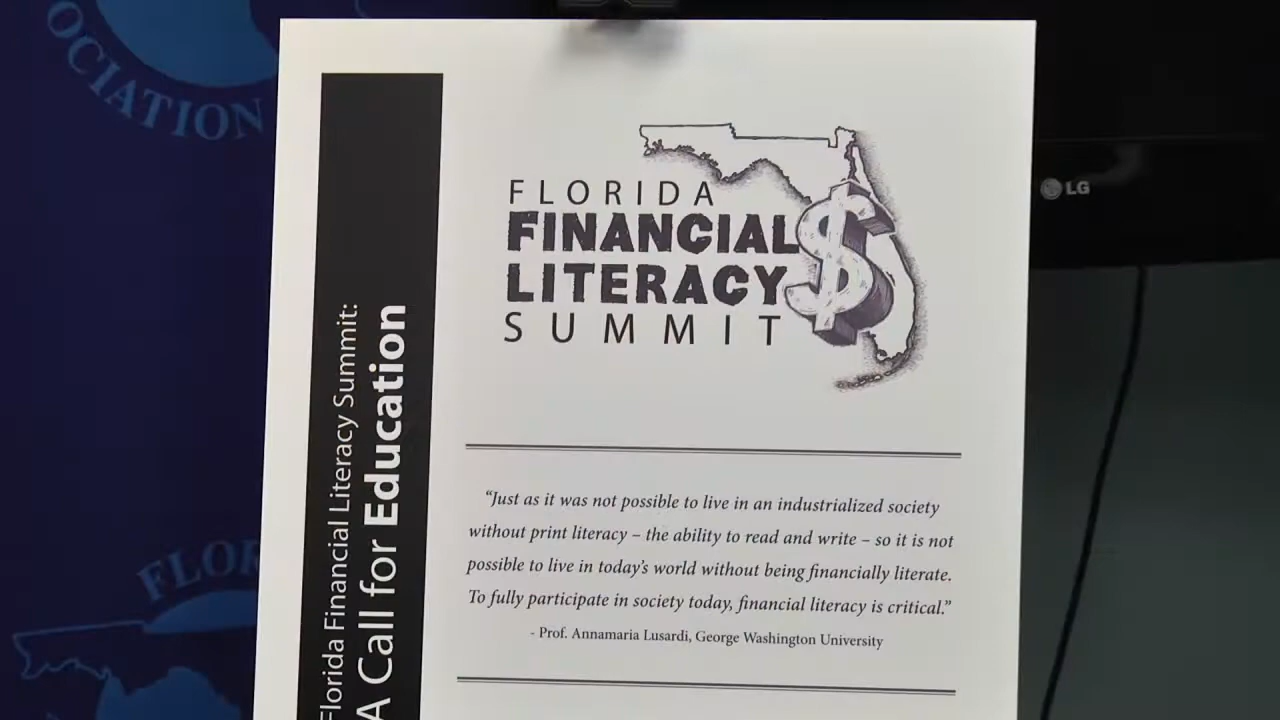 OCIATION
FLOR
LG
Florida Financial Literacy Summit:
A Call for Education
FLORIDA
FINANCIAL
LITERACY
SUMMIT
$
“Just as it was not possible to live in an industrialized society
without print literacy – the ability to read and write – so it is not
possible to live in today’s world without being financially literate.
To fully participate in society today, financial literacy is critical.”
- Prof. Annamaria Lusardi, George Washington University